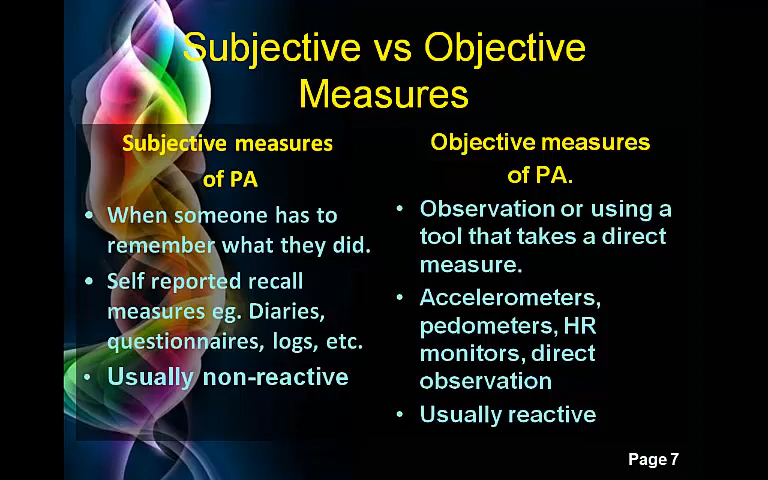 Subjective vs Objective
Measures
Subjective measures
of PA
• When someone has to
remember what they did.
• Self reported recall
measures eg. Diaries,
questionnaires, logs, etc.
• Usually non-reactive
Objective measures
of PA.
• Observation or using a
tool that takes a direct
measure.
• Accelerometers,
pedometers, HR
monitors, direct
observation
• Usually reactive
Page 7